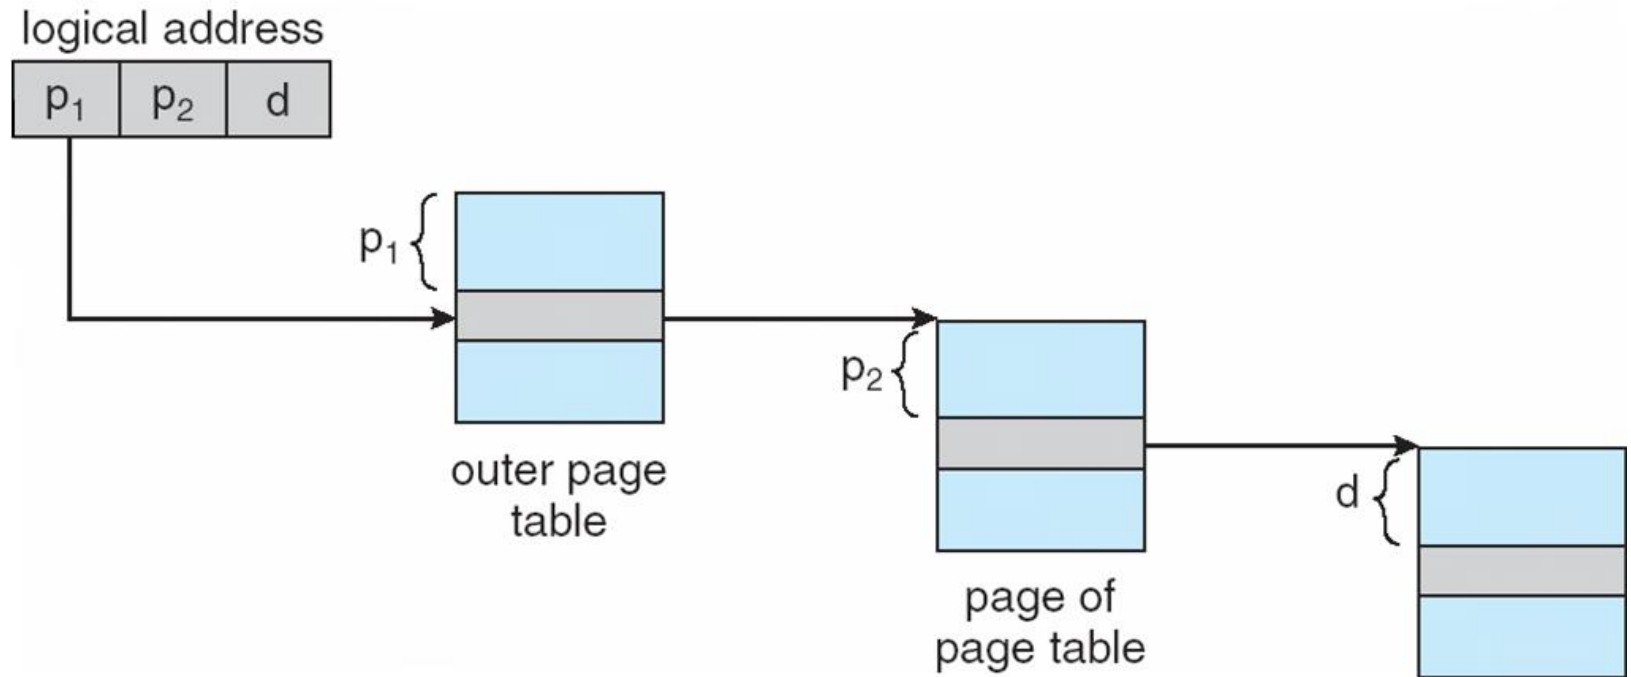 logical address
p₁ p₂ d
p₁
outer page
table
p₂
page of
page table
d